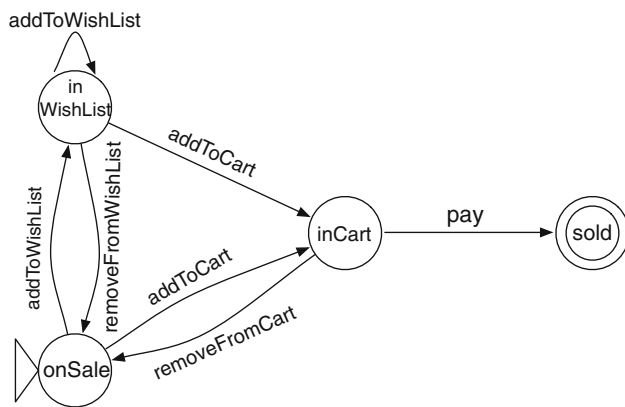 addToWishList
in
WishList
addToCart
addToWishList
removeFromWishList
inCart
pay
sold
addToCart
removeFromCart
onSale